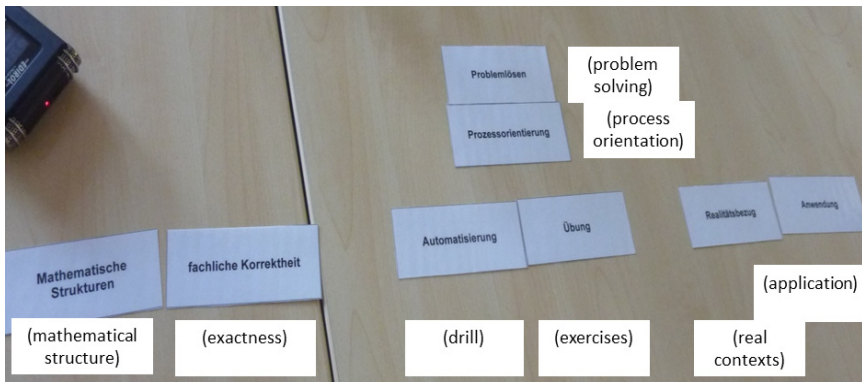 Problemlösen
(problem
solving)
Prozessorientierung
(process
orientation)
Automatisierung
Übung
Realitätsbezug
Anwendung
Mathematische
Strukturen
fachliche Korrektheit
(application)
(mathematical
structure)
(exactness)
(drill)
(exercises)
(real
contexts)